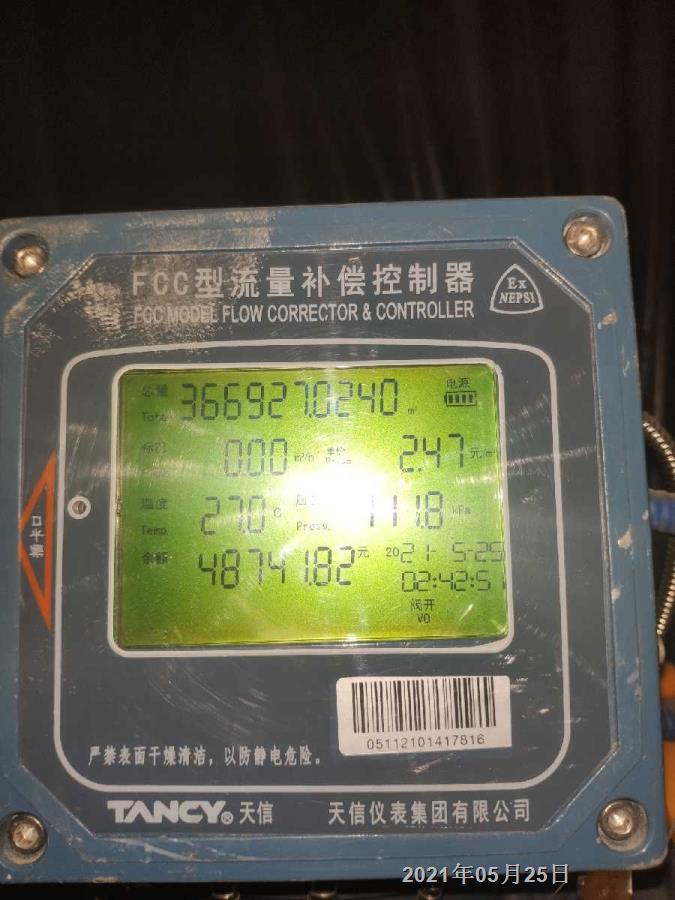 FCC型流量补偿控制器
FCC MODEL FLOW CORRECTOR & CONTROLLER
Ex
NEPSI
总量 366927.0240 m³
Total
电源
标况 0.00 m³/h 单价 2.47 元/m³
温度 27.0 °C 压力 111.8 kPa
Temp. Press.
余额 48741.82 元 2021-5-25
02:42:51
阀开
V0
05112101417816
严禁表面干燥清洁，以防静电危险。
TANCY® 天信 天信仪表集团有限公司
2021年05月25日